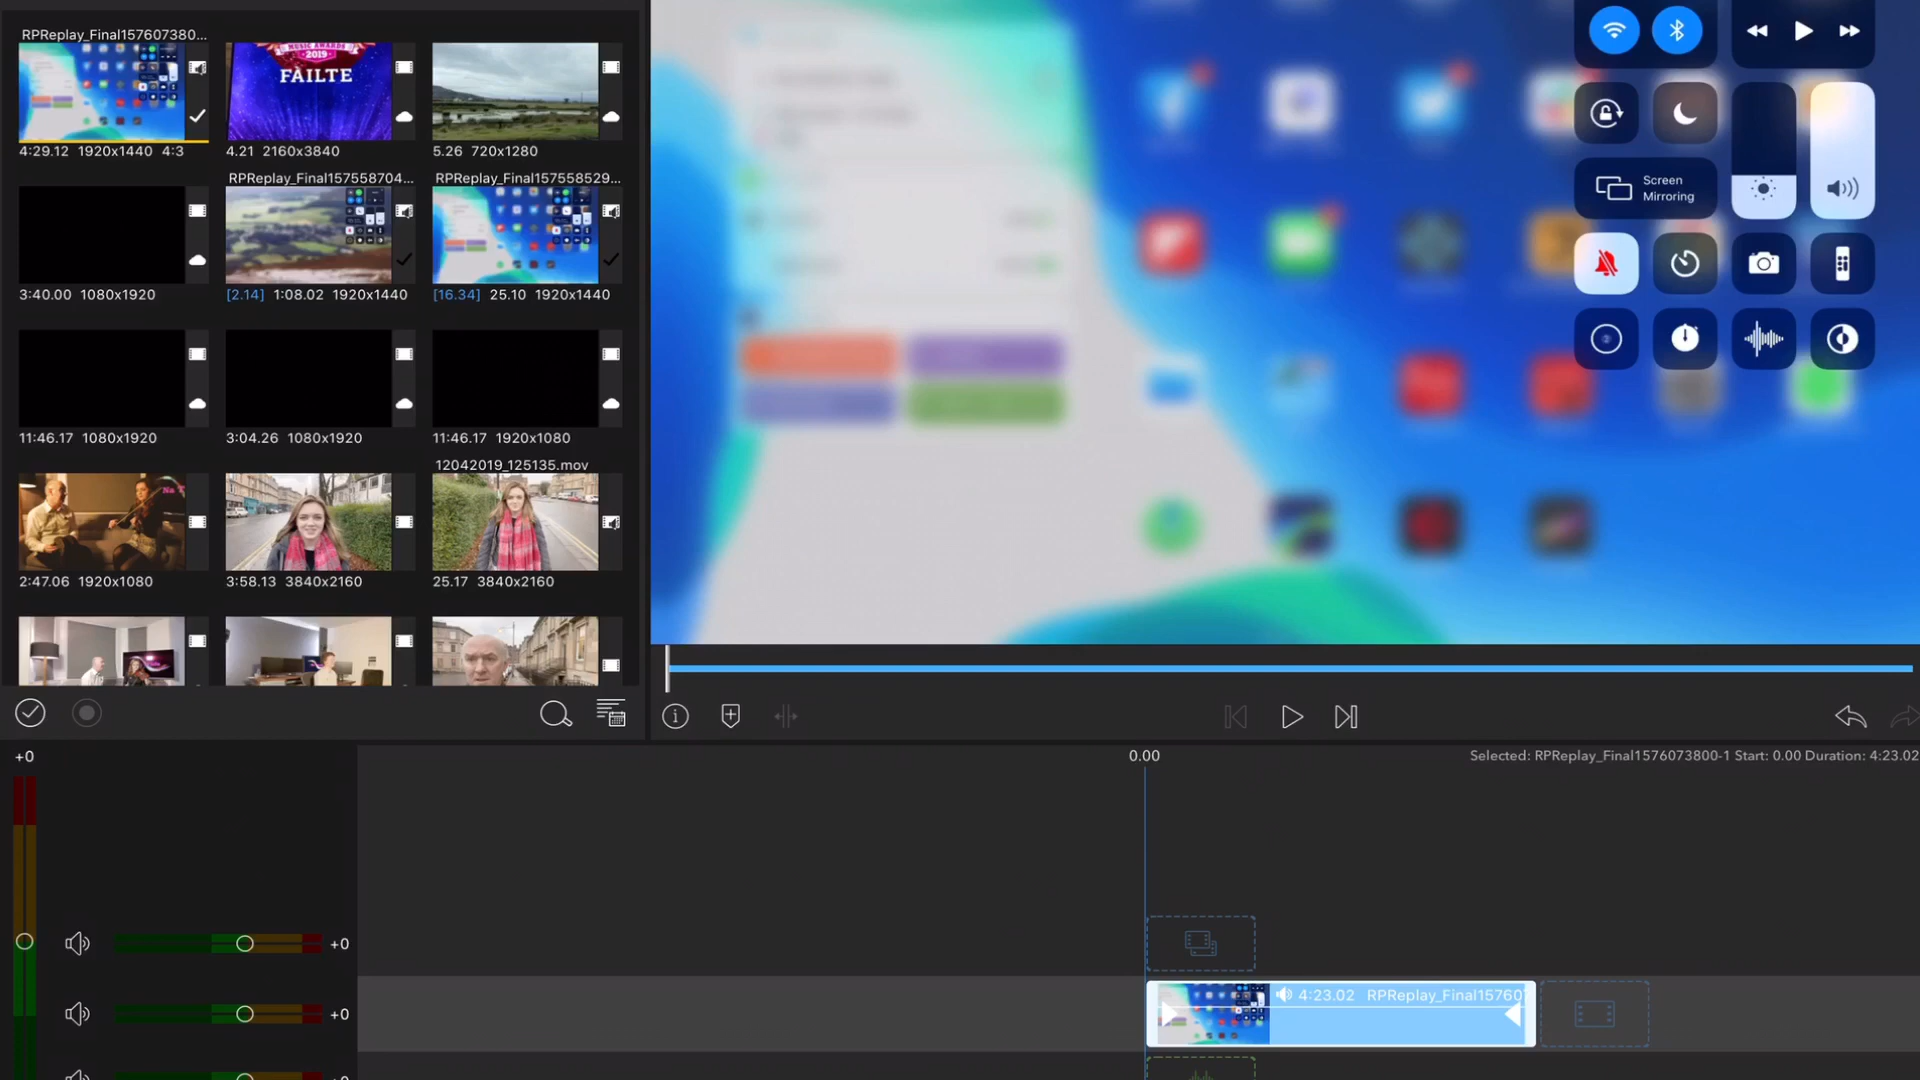 RPReplay_Final157607380...
MUSIC AWARDS
2019
FÀILTE
4:29.12 1920x1440 4:3
4.21 2160x3840
5.26 720x1280
RPReplay_Final157558704...
RPReplay_Final157558529...
3:40.00 1080x1920
[2.14] 1:08.02 1920x1440
[16.34] 25.10 1920x1440
11:46.17 1080x1920
3:04.26 1080x1920
11:46.17 1920x1080
12042019_125135.mov
Na T
2:47.06 1920x1080
3:58.13 3840x2160
25.17 3840x2160
Screen
Mirroring
+0
0.00
Selected: RPReplay_Final1576073800-1 Start: 0.00 Duration: 4:23.02
+0
4:23.02 RPReplay_Final15760
+0